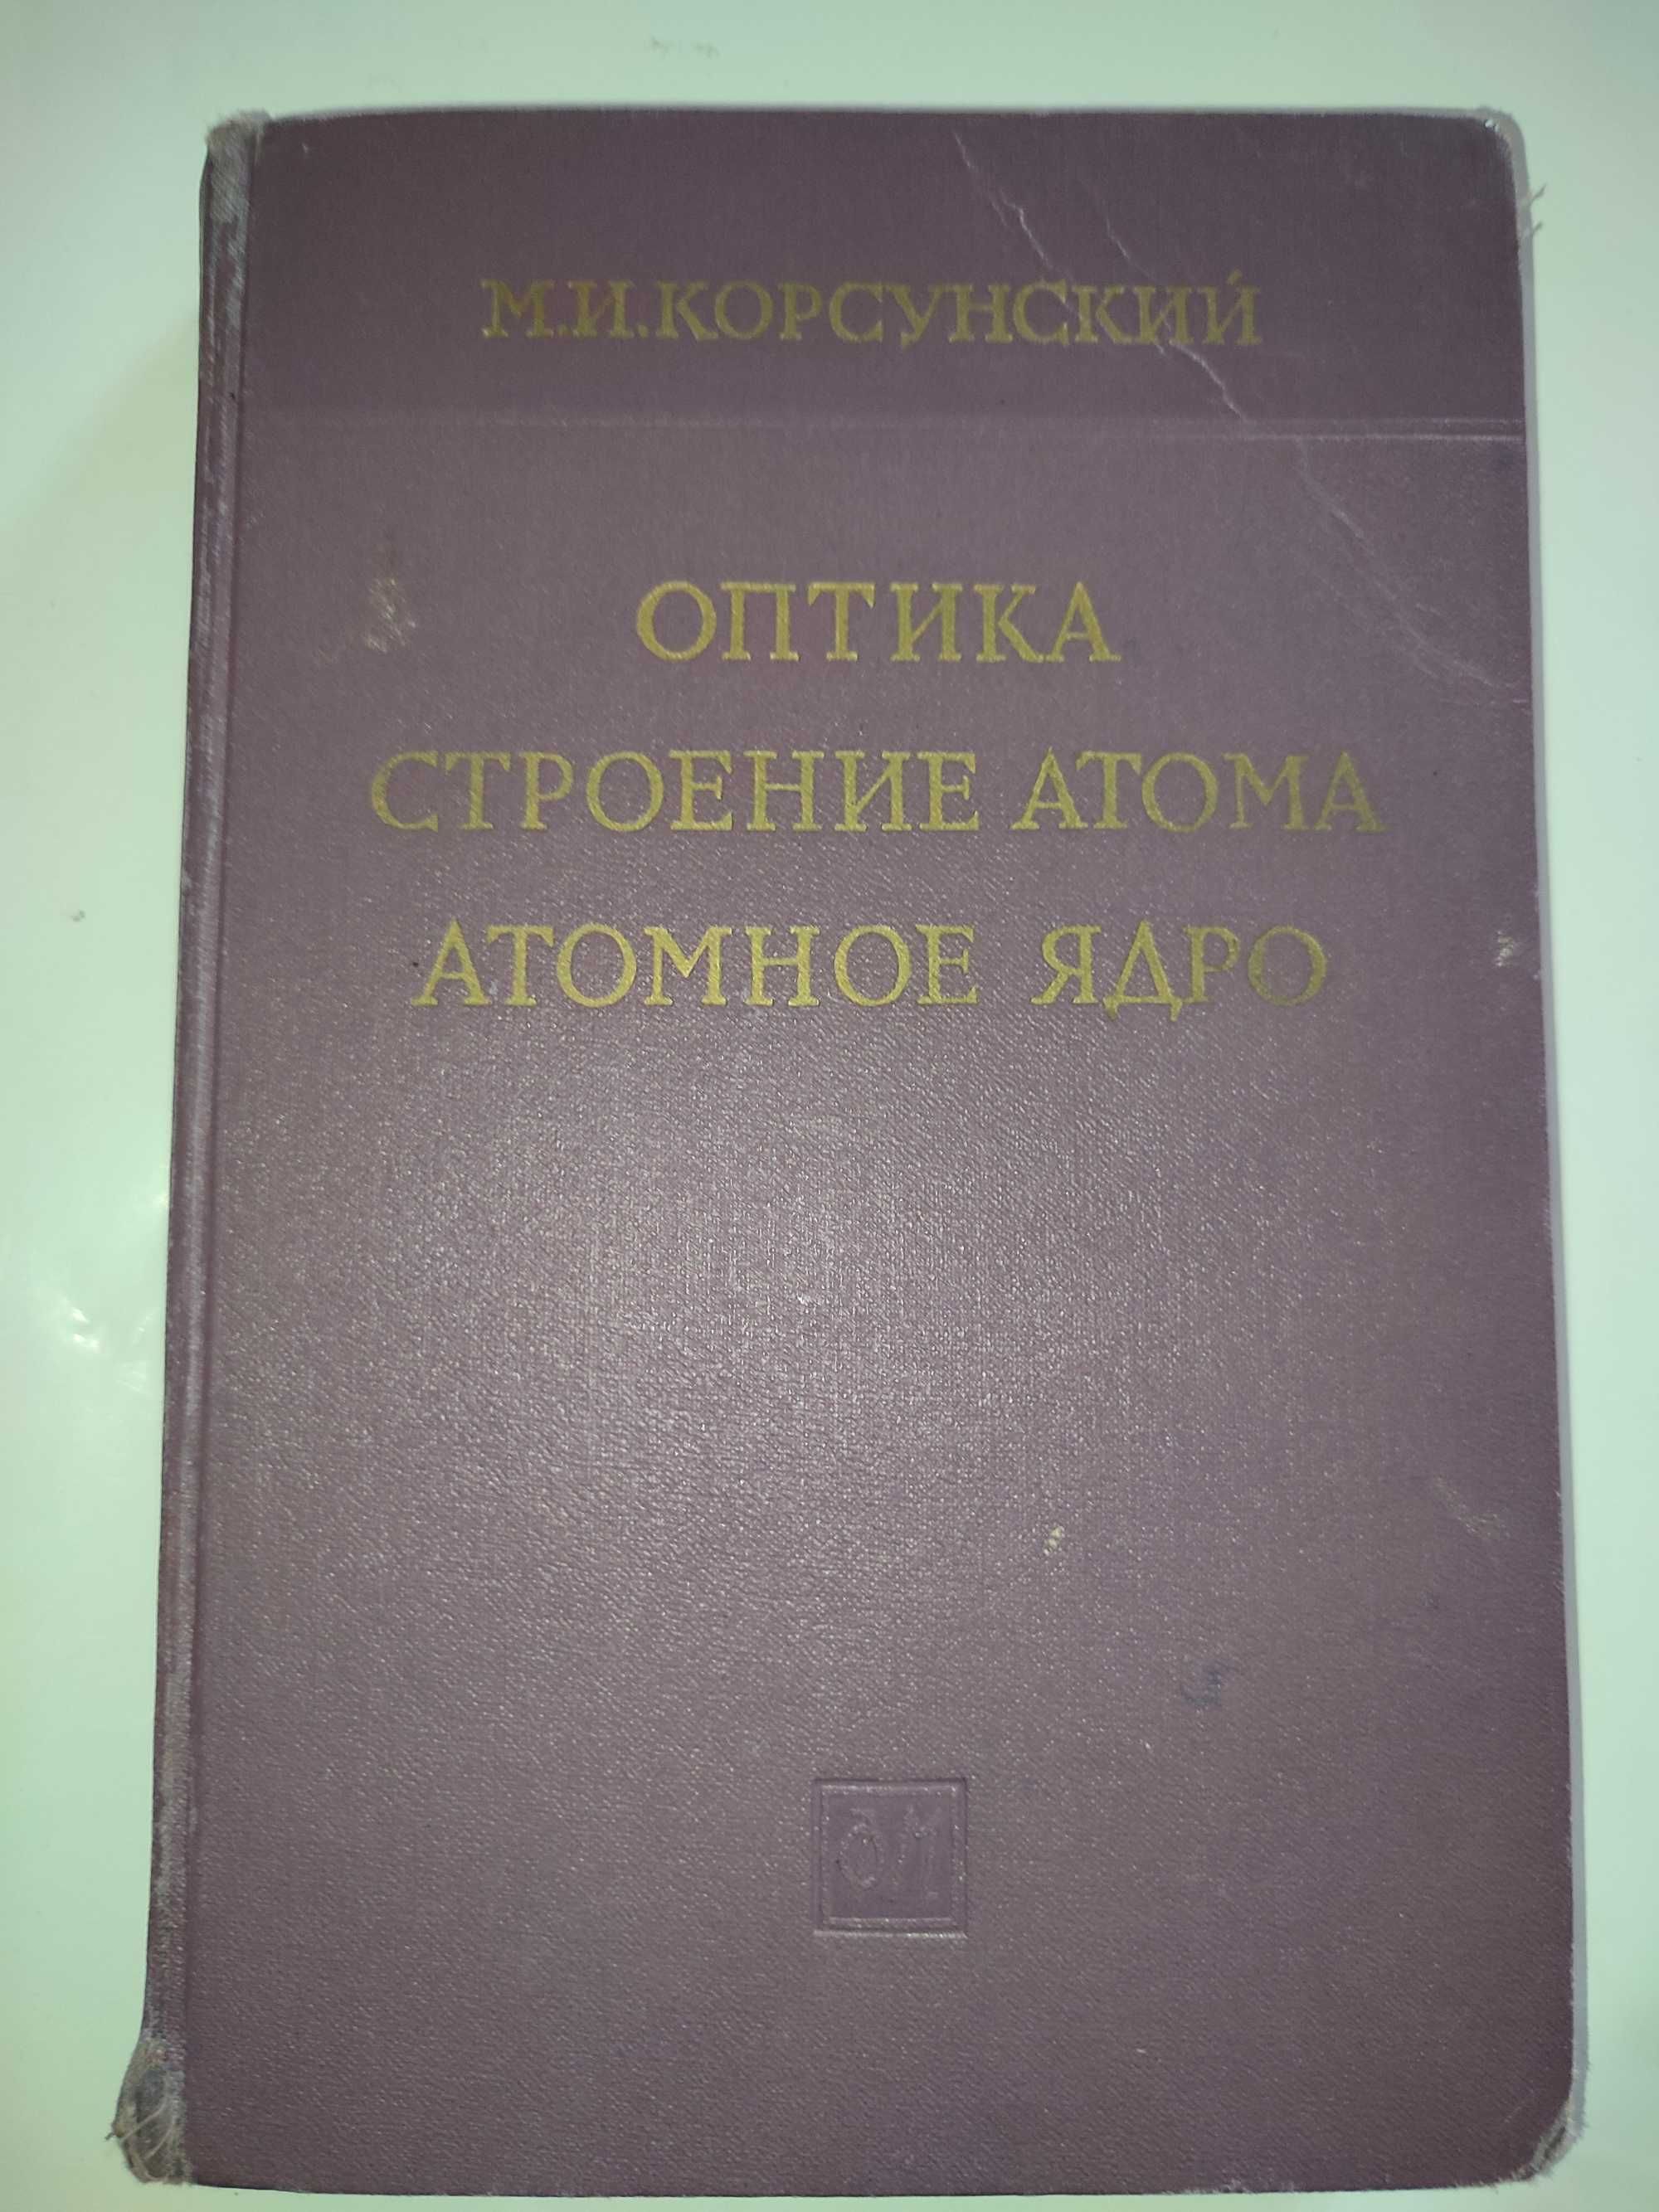 М.И.КОРСУНСКИЙ
ОПТИКА
СТРОЕНИЕ АТОМА
АТОМНОЕ ЯДРО